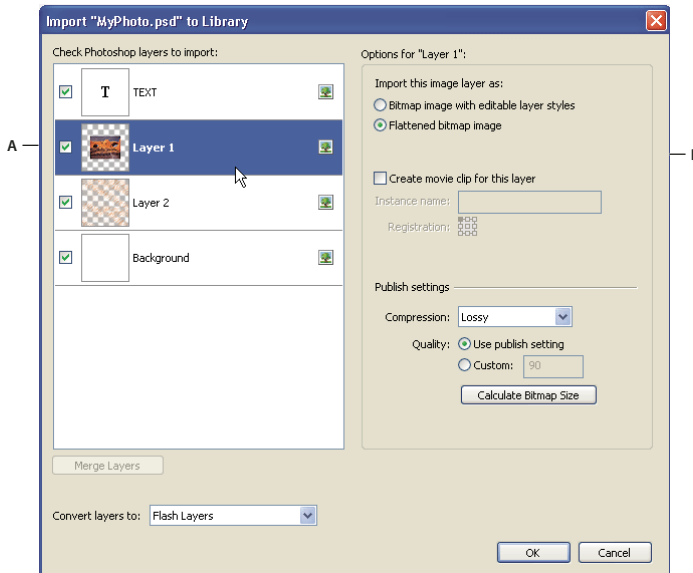 Import "MyPhoto.psd" to Library
Check Photoshop layers to import:
T TEXT
A
Layer 1
Layer 2
Background
Merge Layers
Convert layers to: Flash Layers
Options for "Layer 1":
Import this image layer as:
Bitmap image with editable layer styles
Flattened bitmap image
Create movie clip for this layer
Instance name:
Registration:
Publish settings
Compression: Lossy
Quality: Use publish setting
Custom: 90
Calculate Bitmap Size
OK Cancel